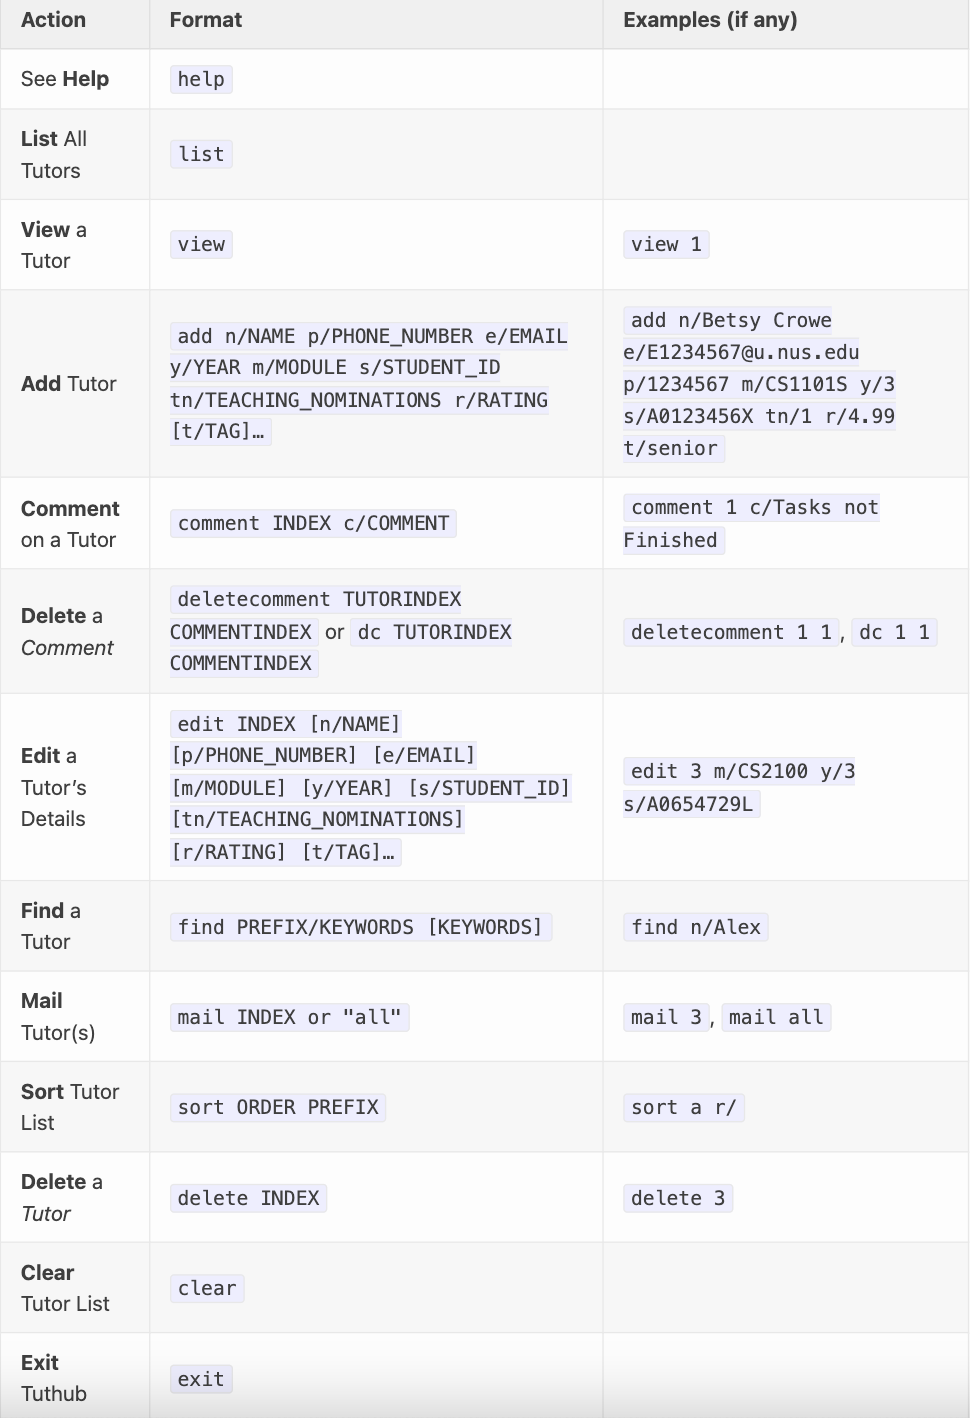 Action Format Examples (if any)
See Help help
List All
Tutors
list
View a
Tutor
view view 1
Add Tutor
add n/NAME p/PHONE_NUMBER e/EMAIL
y/YEAR m/MODULE s/STUDENT_ID
tn/TEACHING_NOMINATIONS r/RATING
[t/TAG]…
add n/Betsy Crowe
e/E1234567@u.nus.edu
p/1234567 m/CS1101S y/3
s/A0123456X tn/1 r/4.99
t/senior
Comment
on a Tutor
comment INDEX c/COMMENT
comment 1 c/Tasks not
Finished
Delete a
Comment
deletecomment TUTORINDEX
COMMENTINDEX or dc TUTORINDEX
COMMENTINDEX
deletecomment 1 1, dc 1 1
Edit a
Tutor’s
Details
edit INDEX [n/NAME]
[p/PHONE_NUMBER] [e/EMAIL]
[m/MODULE] [y/YEAR] [s/STUDENT_ID]
[tn/TEACHING_NOMINATIONS]
[r/RATING] [t/TAG]…
edit 3 m/CS2100 y/3
s/A0654729L
Find a
Tutor
find PREFIX/KEYWORDS [KEYWORDS]
find n/Alex
Mail
Tutor(s)
mail INDEX or "all"
mail 3, mail all
Sort Tutor
List
sort ORDER PREFIX
sort a r/
Delete a
Tutor
delete INDEX
delete 3
Clear
Tutor List
clear
Exit
Tuthub
exit